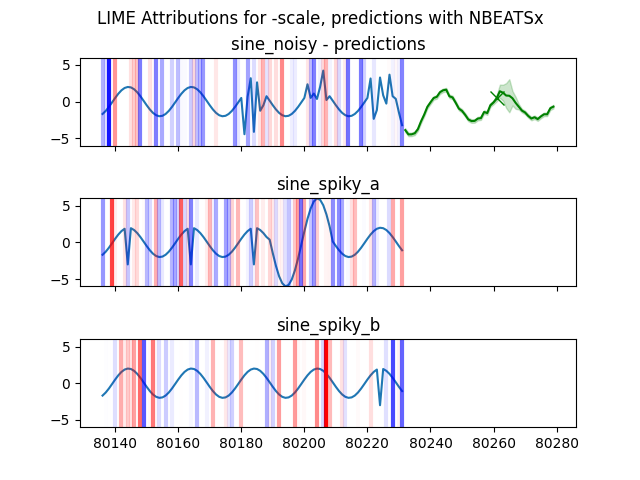 LIME Attributions for -scale, predictions with NBEATSx
sine_noisy - predictions
5
0
−5
sine_spiky_a
5
0
−5
sine_spiky_b
5
0
−5
80140 80160 80180 80200 80220 80240 80260 80280